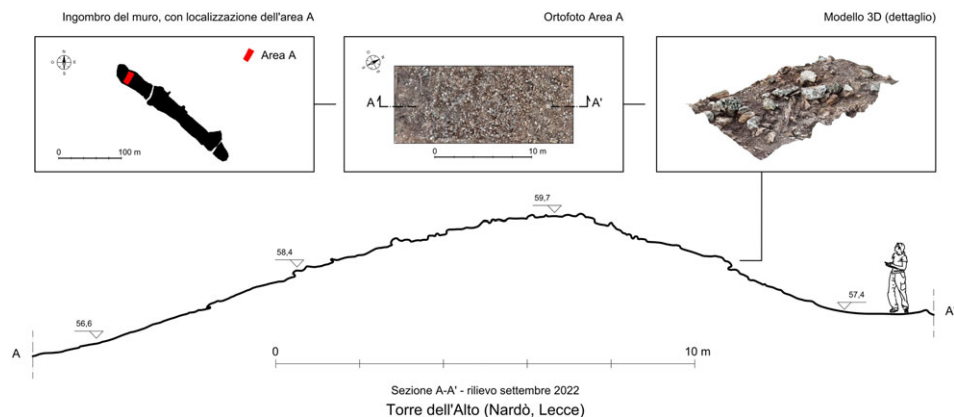 Ingombro del muro, con localizzazione dell'area A
Ortofoto Area A
Modello 3D (dettaglio)
N
O E
S
Area A
0 100 m
A A'
0 10 m
59,7
58,4
57,4
56,6
A A'
0 10 m
Sezione A-A' - rilievo settembre 2022
Torre dell'Alto (Nardò, Lecce)